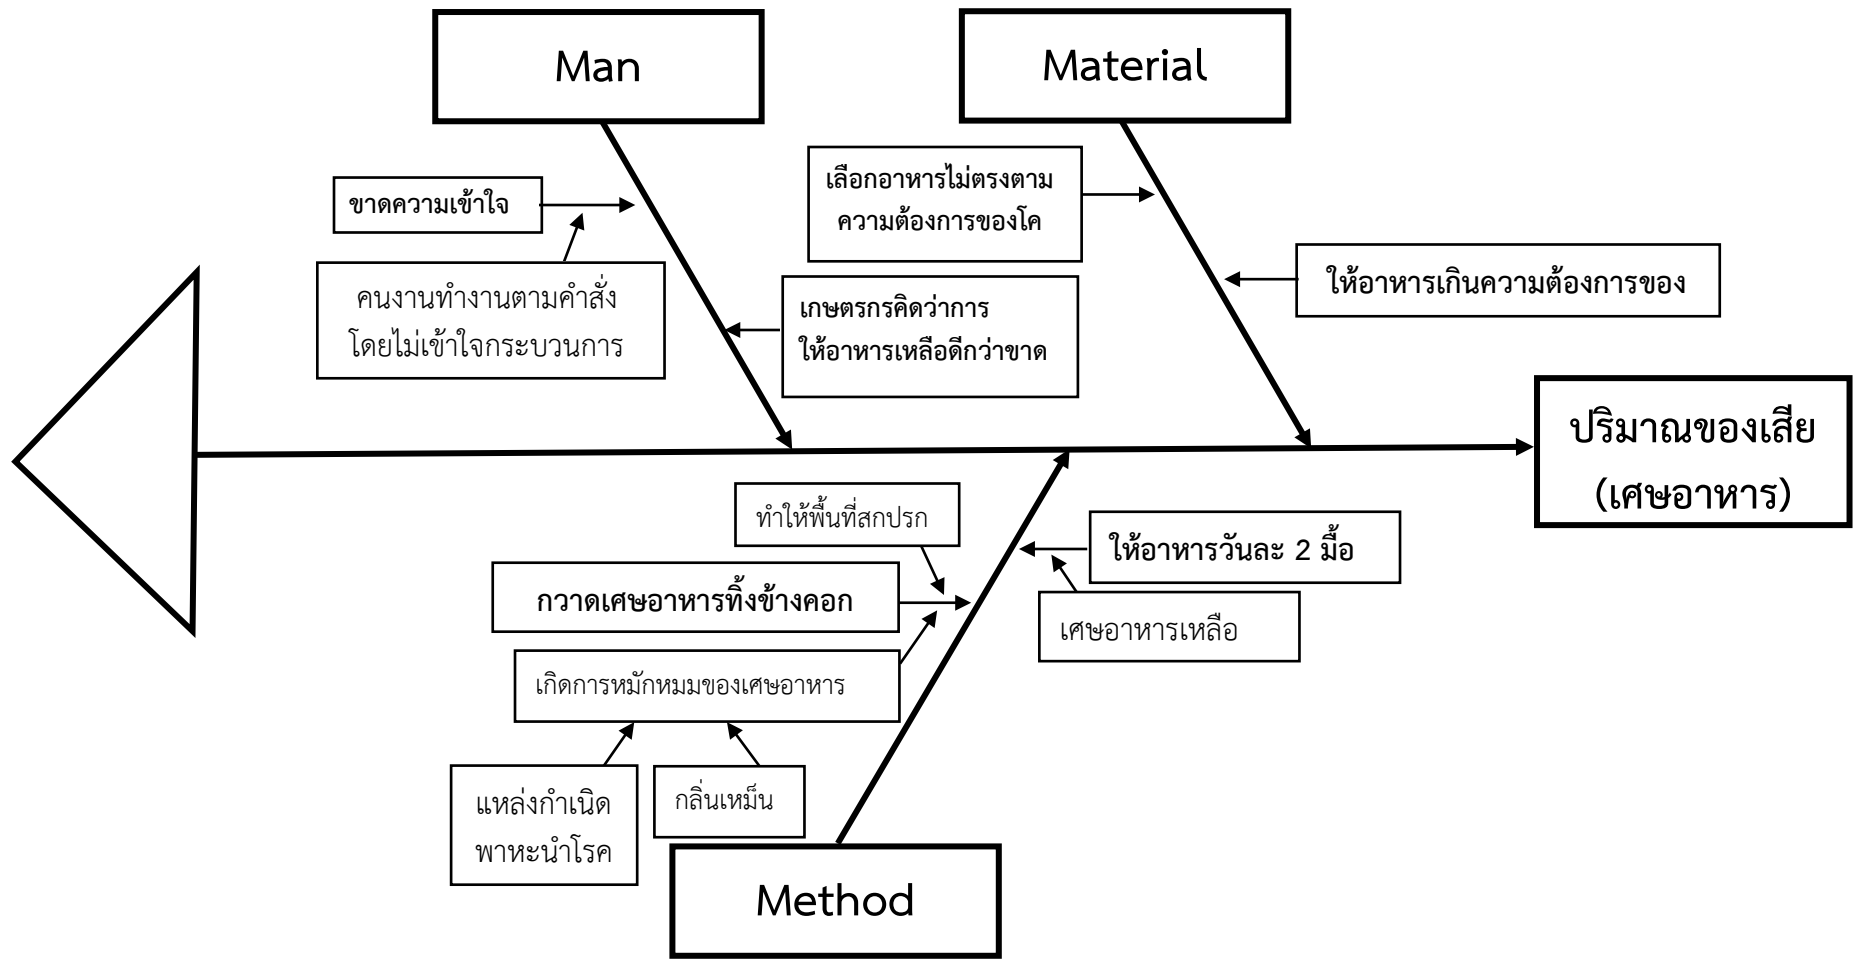 Man
Material
ขาดความเข้าใจ
คนงานทำงานตามคำสั่ง
โดยไม่เข้าใจกระบวนการ
เกษตรกรคิดว่าการ
ให้อาหารเหลือดีกว่าขาด
เลือกอาหารไม่ตรงตาม
ความต้องการของโค
ให้อาหารเกินความต้องการของ
ปริมาณของเสีย
(เศษอาหาร)
ทำให้พื้นที่สกปรก
กวาดเศษอาหารทิ้งข้างคอก
เกิดการหมักหมมของเศษอาหาร
แหล่งกำเนิด
พาหะนำโรค
กลิ่นเหม็น
ให้อาหารวันละ 2 มื้อ
เศษอาหารเหลือ
Method